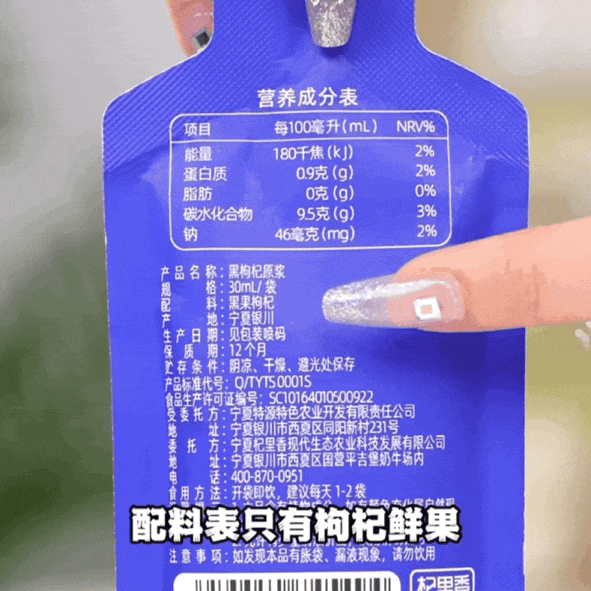 营养成分表
项目 每100毫升(mL) NRV%
能量 180千焦(kJ) 2%
蛋白质 0.9克(g) 2%
脂肪 0克(g) 0%
碳水化合物 9.5克(g) 3%
钠 46毫克(mg) 2%
产品名称：黑枸杞原浆
规格：30mL/袋
配料：黑果枸杞
产地：宁夏银川
生产日期：见包装喷码
保质期：12个月
贮存条件：阴凉、干燥、避光处保存
产品标准代号：Q/TYTS 0001S
食品生产许可证编号：SC10164010500922
受委托方：宁夏特源特色农业开发有限责任公司
地址：宁夏银川市西夏区同阳新村231号
委托方：宁夏杞里香现代生态农业科技发展有限公司
地址：宁夏银川市西夏区国营平吉堡奶牛场内
电话：400-870-0951
食用方法：开袋即饮，建议每天1-2袋
配料表只有枸杞鲜果
注意事项：如发现本品有胀袋、漏液现象，请勿饮用
杞里香